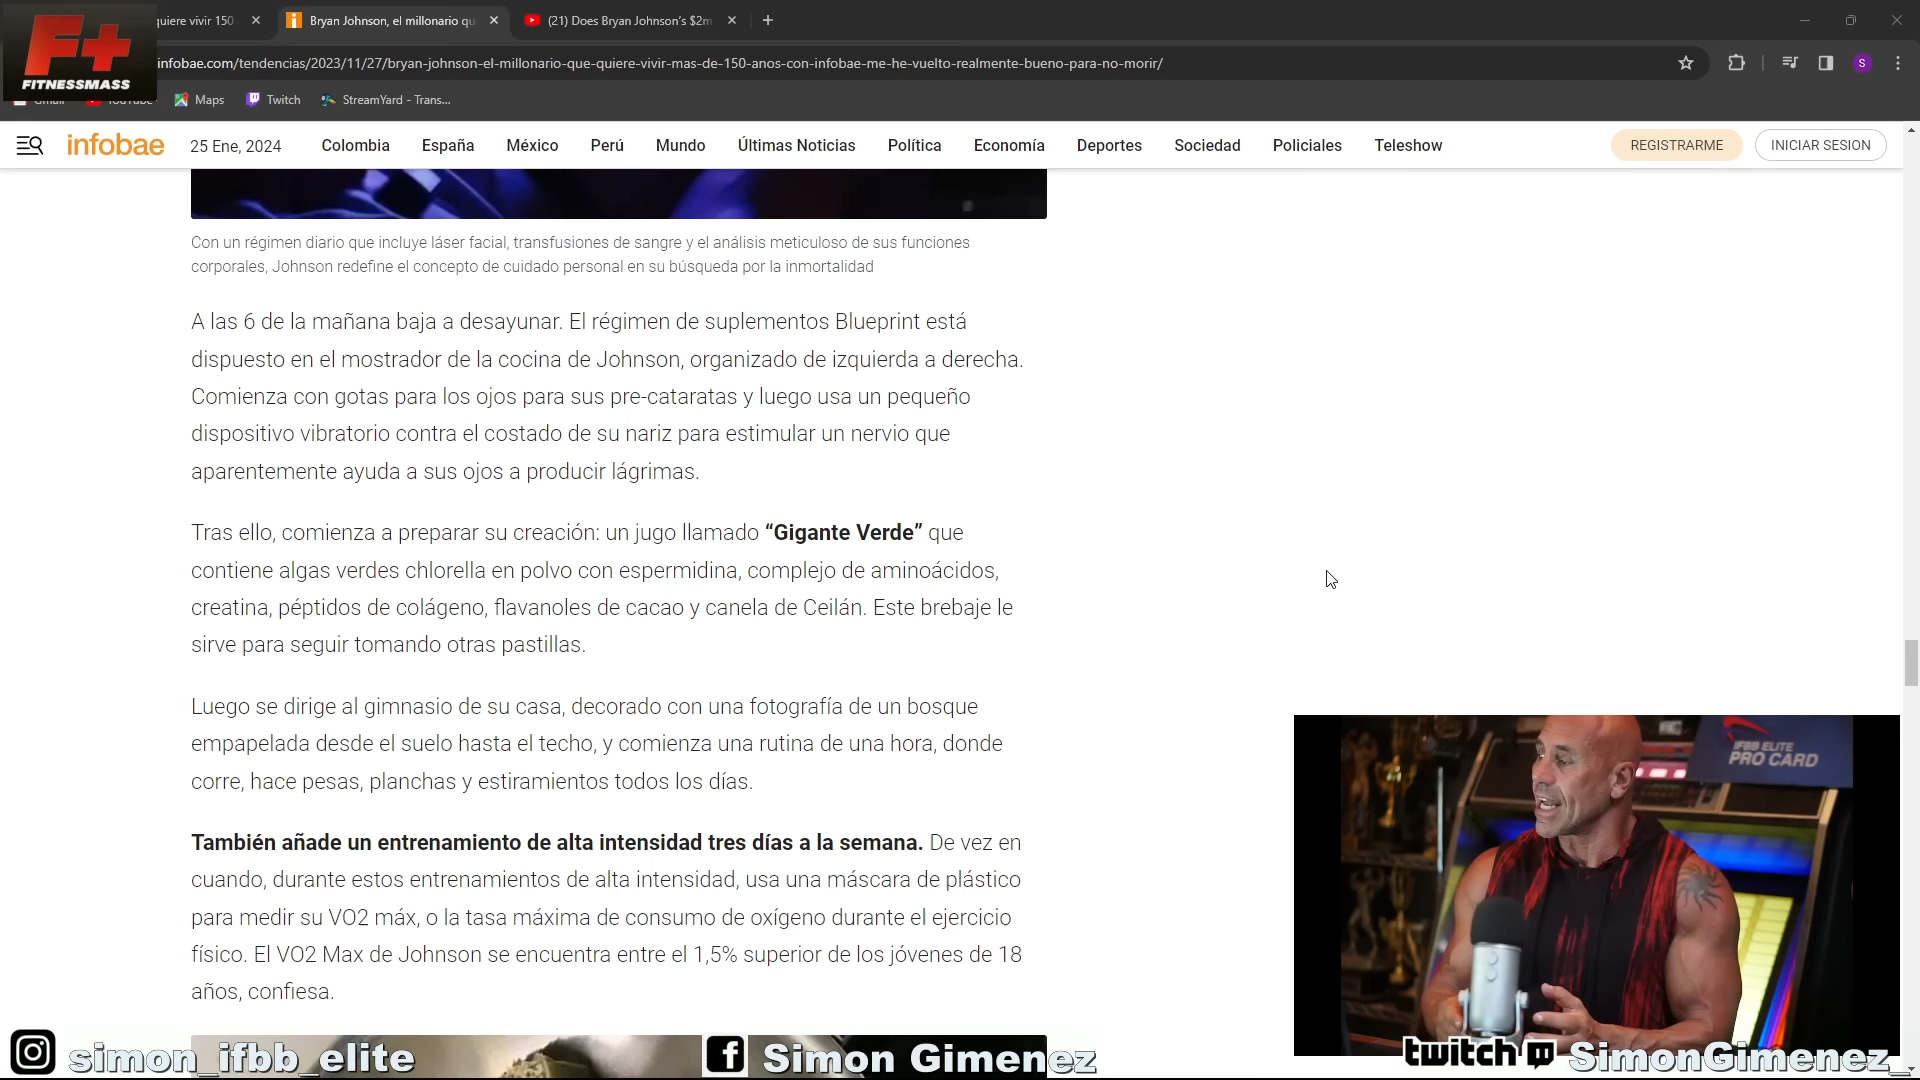 quiere vivir 150
Bryan Johnson, el millonario qu
(21) Does Bryan Johnson's $2m
F+
FITNESSMASS
infobae.com/tendencias/2023/11/27/bryan-johnson-el-millonario-que-quiere-vivir-mas-de-150-anos-con-infobae-me-he-vuelto-realmente-bueno-para-no-morir/
S
Gmail
YouTube
Maps
Twitch
StreamYard - Trans...
infobae
25 Ene, 2024
Colombia
España
México
Perú
Mundo
Últimas Noticias
Política
Economía
Deportes
Sociedad
Policiales
Teleshow
REGISTRARME
INICIAR SESION
Con un régimen diario que incluye láser facial, transfusiones de sangre y el análisis meticuloso de sus funciones
corporales, Johnson redefine el concepto de cuidado personal en su búsqueda por la inmortalidad
A las 6 de la mañana baja a desayunar. El régimen de suplementos Blueprint está
dispuesto en el mostrador de la cocina de Johnson, organizado de izquierda a derecha.
Comienza con gotas para los ojos para sus pre-cataratas y luego usa un pequeño
dispositivo vibratorio contra el costado de su nariz para estimular un nervio que
aparentemente ayuda a sus ojos a producir lágrimas.
Tras ello, comienza a preparar su creación: un jugo llamado “Gigante Verde” que
contiene algas verdes chlorella en polvo con espermidina, complejo de aminoácidos,
creatina, péptidos de colágeno, flavanoles de cacao y canela de Ceilán. Este brebaje le
sirve para seguir tomando otras pastillas.
Luego se dirige al gimnasio de su casa, decorado con una fotografía de un bosque
empapelada desde el suelo hasta el techo, y comienza una rutina de una hora, donde
corre, hace pesas, planchas y estiramientos todos los días.
También añade un entrenamiento de alta intensidad tres días a la semana. De vez en
cuando, durante estos entrenamientos de alta intensidad, usa una máscara de plástico
para medir su VO2 máx, o la tasa máxima de consumo de oxígeno durante el ejercicio
físico. El VO2 Max de Johnson se encuentra entre el 1,5% superior de los jóvenes de 18
años, confiesa.
IFBB ELITE
PRO CARD
simon_ifbb_elite
Simon Gimenez
twitch
SimonGimenez_